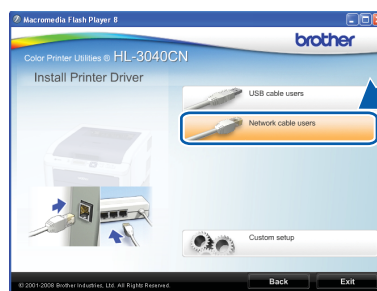 Macromedia Flash Player 8
brother
Color Printer Utilities ® HL-3040CN
Install Printer Driver
USB cable users
Network cable users
Custom setup
© 2001-2008 Brother Industries, Ltd. All Rights Reserved.
Back
Exit